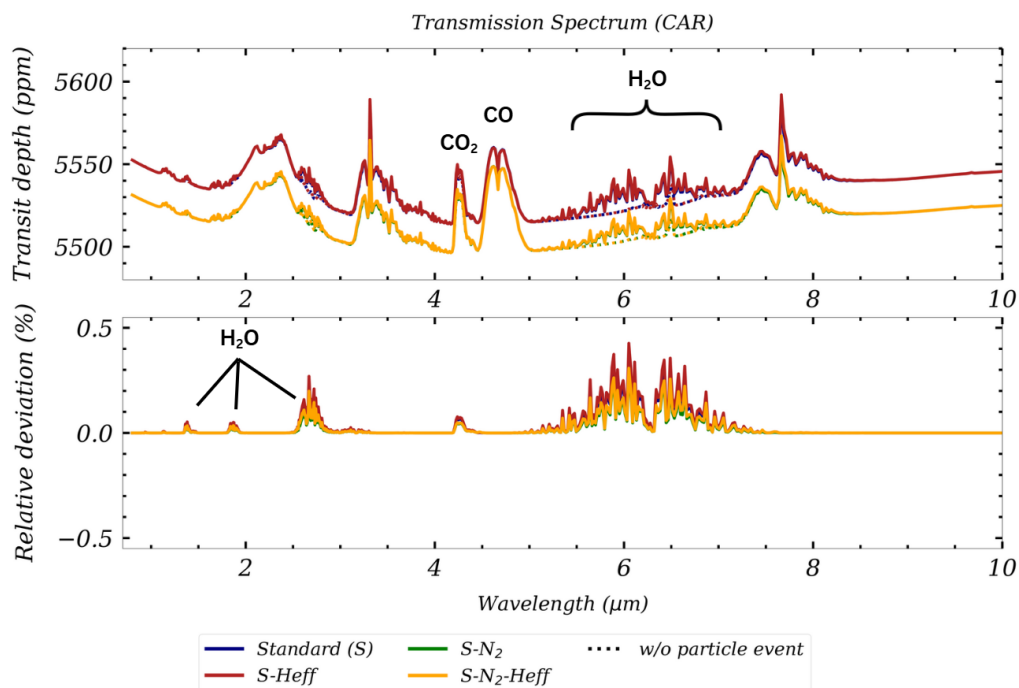 Transmission Spectrum (CAR)
Transit depth (ppm)
5600
5550
5500
CO₂
CO
H₂O
2
4
6
8
10
Relative deviation (%)
0.5
0.0
−0.5
H₂O
2
4
6
8
10
Wavelength (μm)
Standard (S)
S-N₂
w/o particle event
S-Heff
S-N₂-Heff